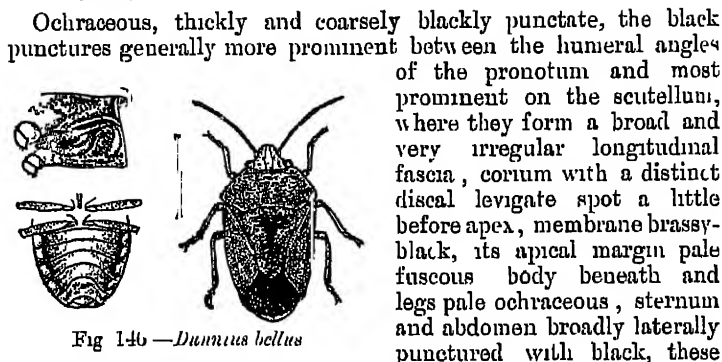 Ochraceous, thickly and coarsely blackly punctate, the black
punctures generally more prominent between the humeral angles
of the pronotum and most
prominent on the scutellum,
where they form a broad and
very irregular longitudinal
fascia, corium with a distinct
discal levigate spot a little
before apex, membrane brassy-
black, its apical margin pale
fuscous body beneath and
legs pale ochraceous, sternum
and abdomen broadly laterally
punctured with black, these
Fig 146 —Dunnius bellus